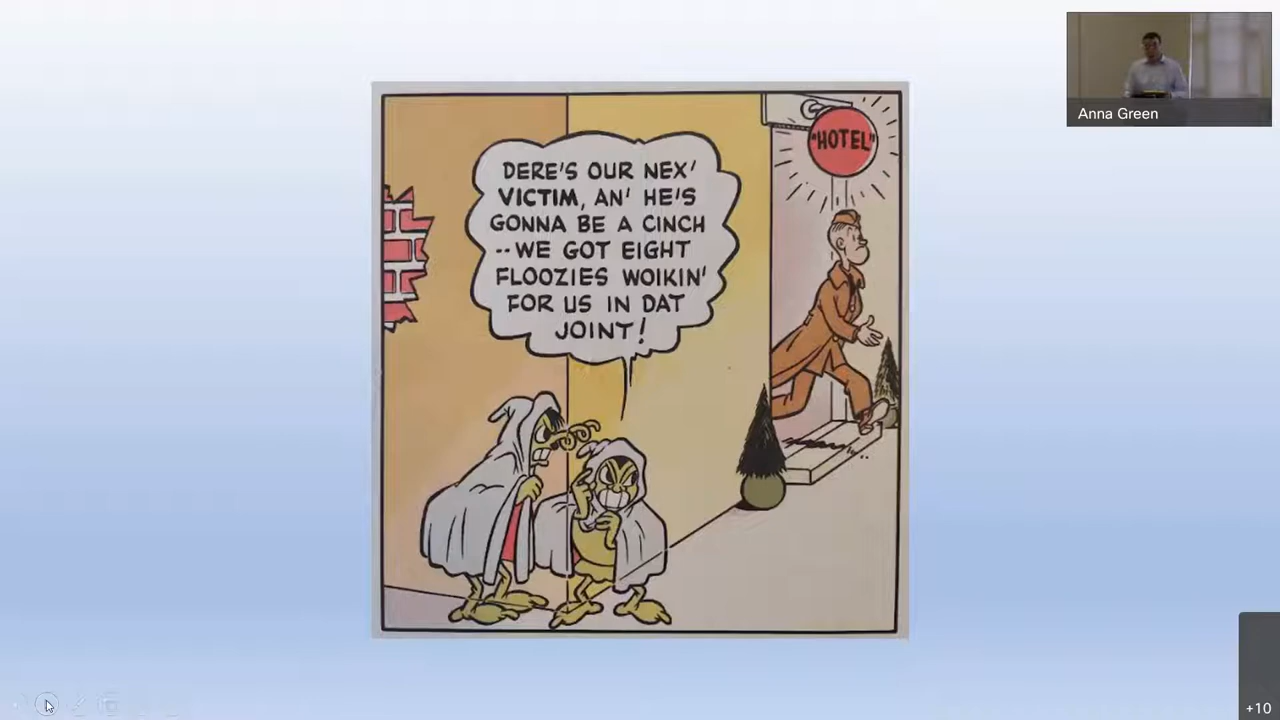 Anna Green
"HOTEL"
DERE'S OUR NEX'
VICTIM, AN' HE'S
GONNA BE A CINCH
--WE GOT EIGHT
FLOOZIES WOIKIN'
FOR US IN DAT
JOINT!
+10